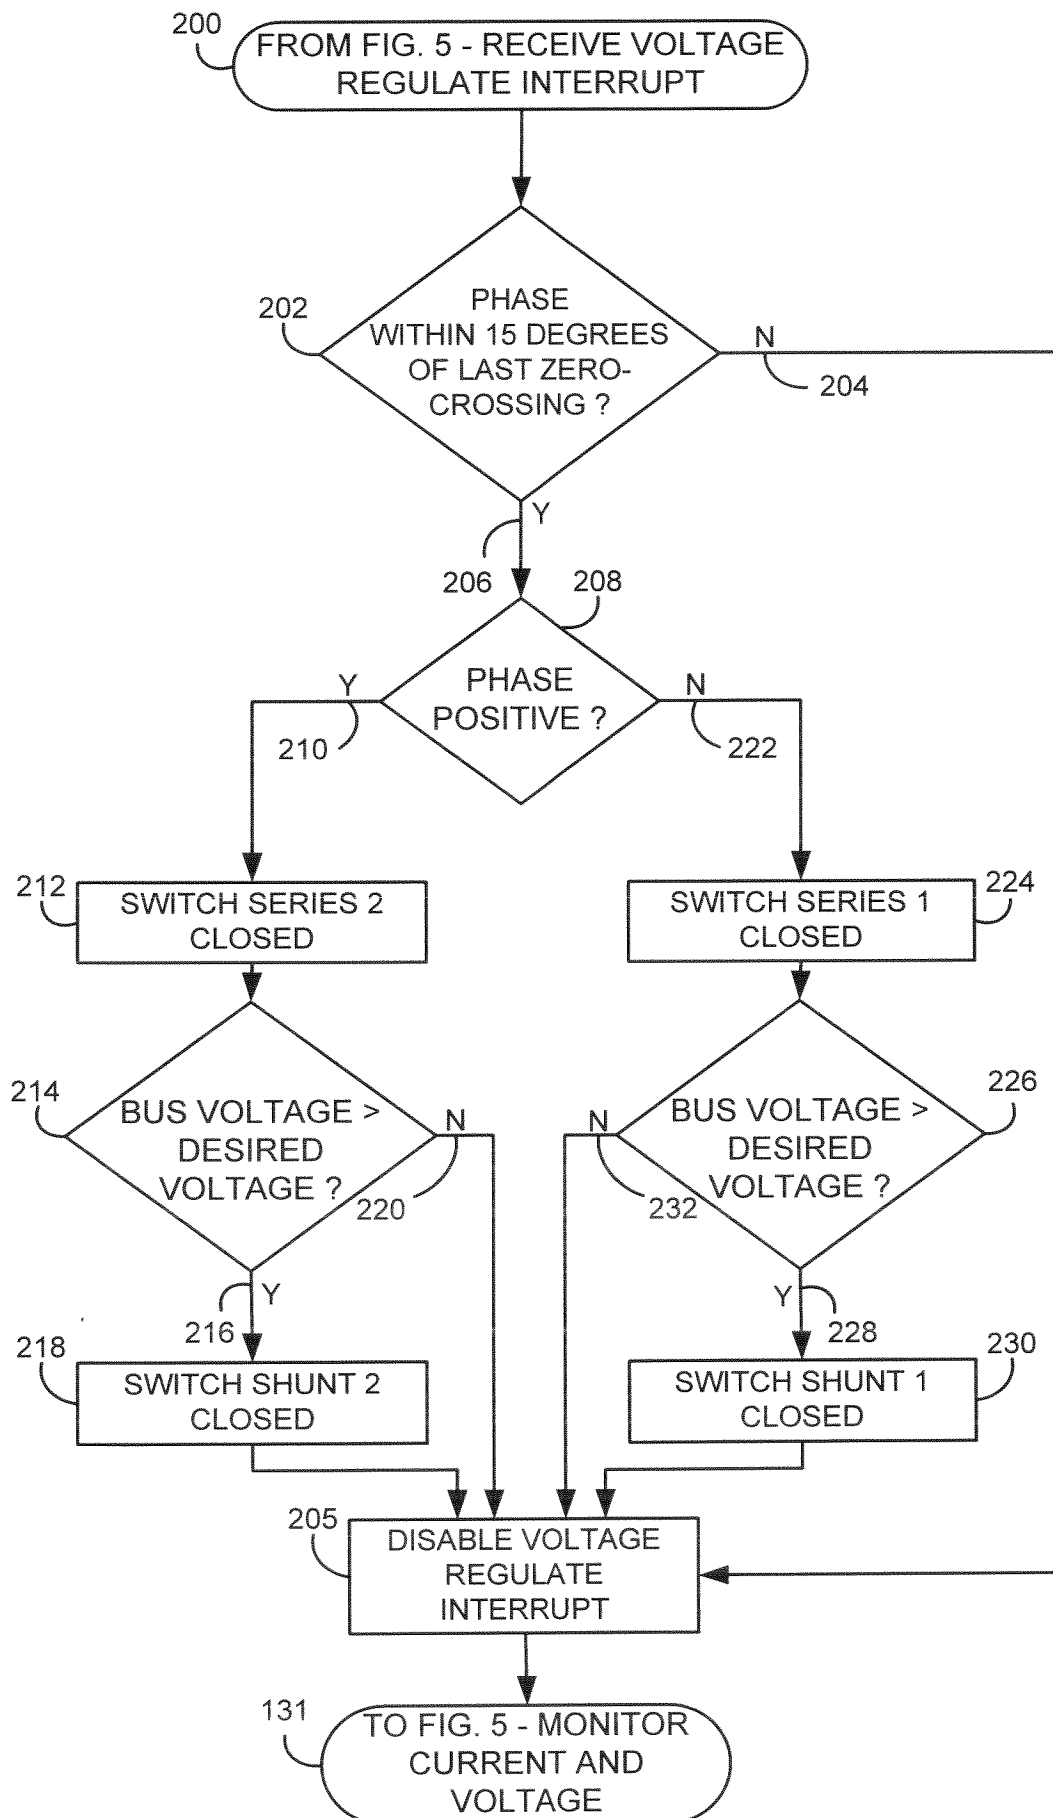 200
FROM FIG. 5 - RECEIVE VOLTAGE
REGULATE INTERRUPT
202
PHASE
WITHIN 15 DEGREES
OF LAST ZERO-
CROSSING ?
N
204
Y
206
208
PHASE
POSITIVE ?
Y
210
N
222
212
SWITCH SERIES 2
CLOSED
SWITCH SERIES 1
CLOSED
224
214
BUS VOLTAGE >
DESIRED
VOLTAGE ?
N
220
N
232
BUS VOLTAGE >
DESIRED
VOLTAGE ?
226
Y
216
Y
228
218
SWITCH SHUNT 2
CLOSED
SWITCH SHUNT 1
CLOSED
230
205
DISABLE VOLTAGE
REGULATE
INTERRUPT
131
TO FIG. 5 - MONITOR
CURRENT AND
VOLTAGE